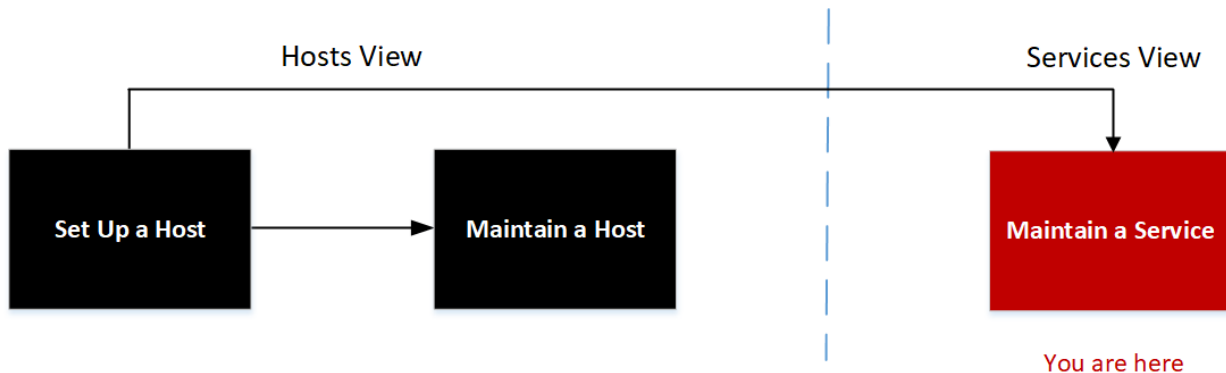 Hosts View
Services View
Set Up a Host
Maintain a Host
Maintain a Service
You are here